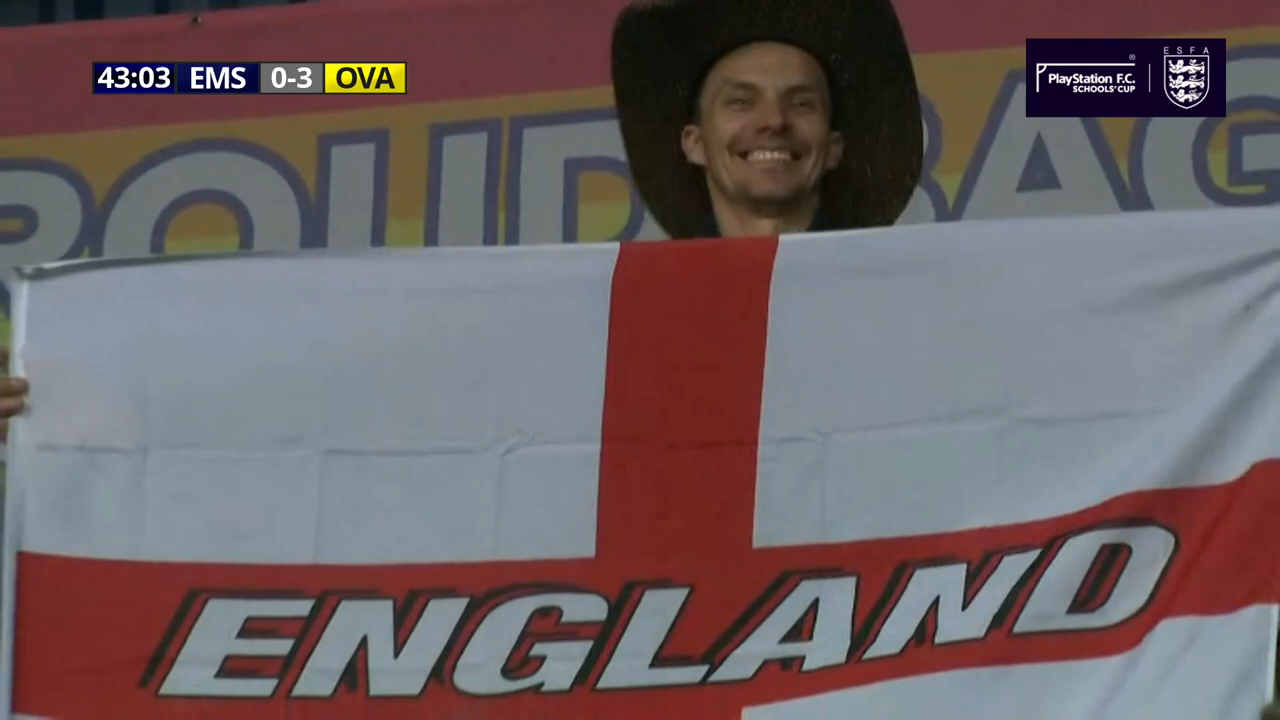 43:03 EMS 0-3 OVA
PlayStation F.C.
SCHOOLS' CUP
ESFA
ENGLAND